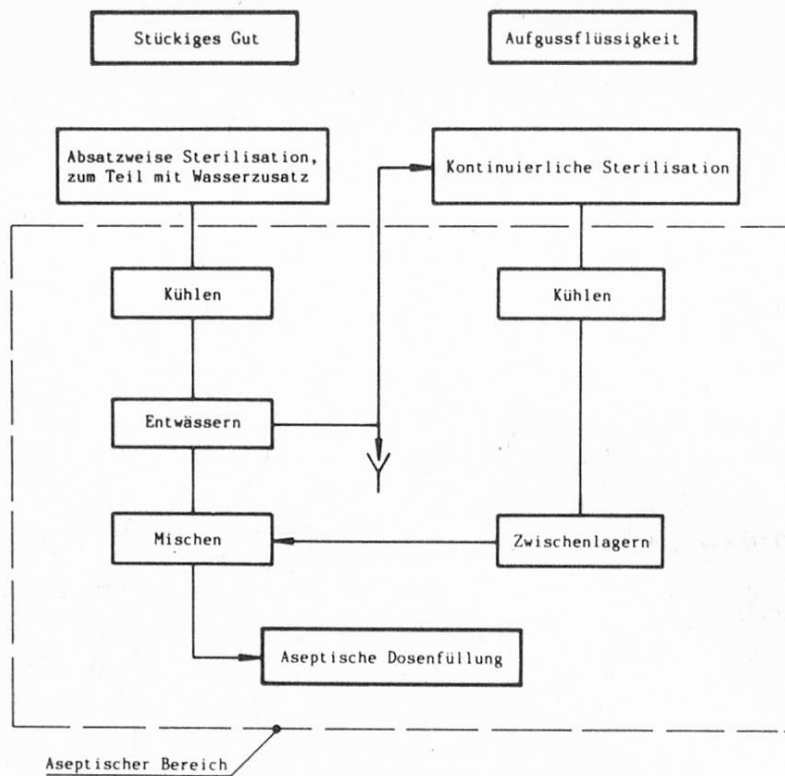 Stückiges Gut
Aufgussflüssigkeit
Absatzweise Sterilisation,
zum Teil mit Wasserzusatz
Kontinuierliche Sterilisation
Kühlen
Kühlen
Entwässern
Mischen
Zwischenlagern
Aseptische Dosenfüllung
Aseptischer Bereich